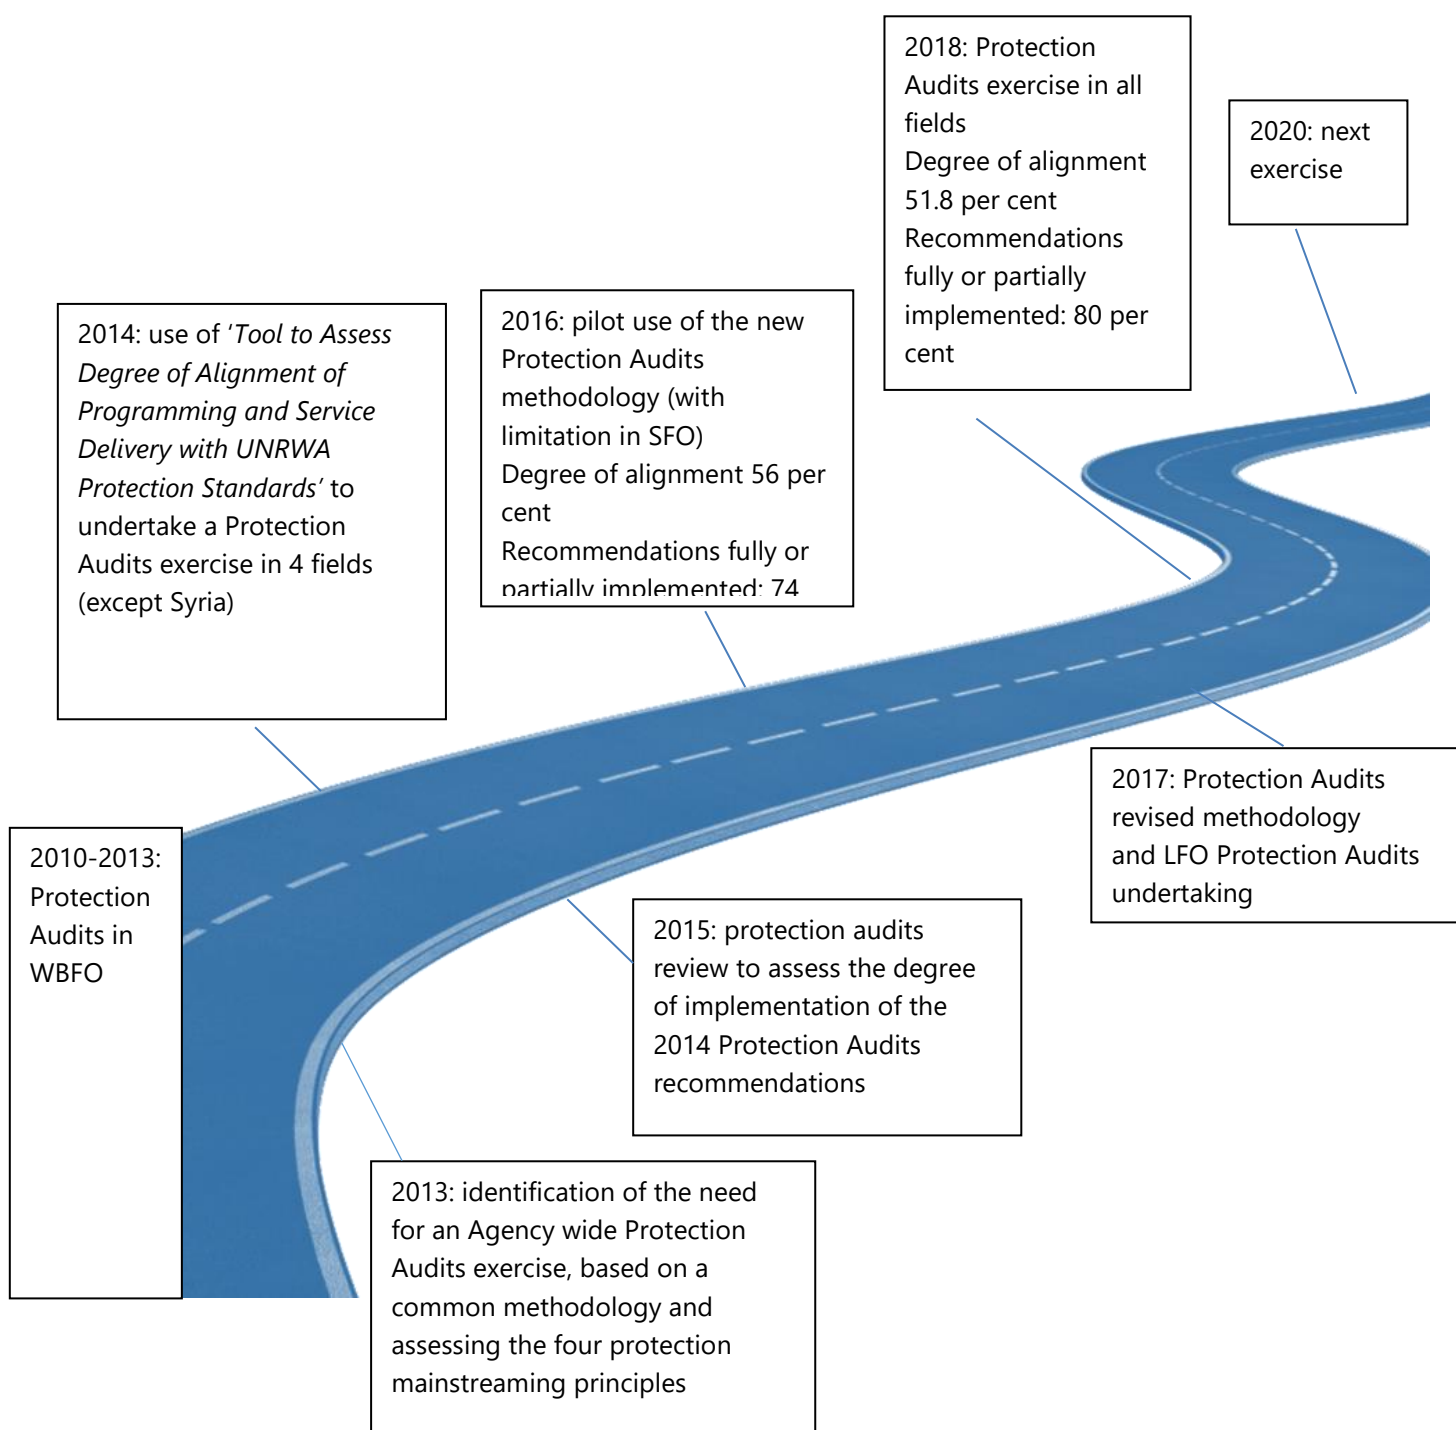 2018: Protection
Audits exercise in all
fields
Degree of alignment
51.8 per cent
Recommendations
fully or partially
implemented: 80 per
cent
2020: next
exercise
2014: use of ‘Tool to Assess
Degree of Alignment of
Programming and Service
Delivery with UNRWA
Protection Standards’ to
undertake a Protection
Audits exercise in 4 fields
(except Syria)
2016: pilot use of the new
Protection Audits
methodology (with
limitation in SFO)
Degree of alignment 56 per
cent
Recommendations fully or
partially implemented: 74
2017: Protection Audits
revised methodology
and LFO Protection Audits
undertaking
2010-2013:
Protection
Audits in
WBFO
2015: protection audits
review to assess the degree
of implementation of the
2014 Protection Audits
recommendations
2013: identification of the need
for an Agency wide Protection
Audits exercise, based on a
common methodology and
assessing the four protection
mainstreaming principles